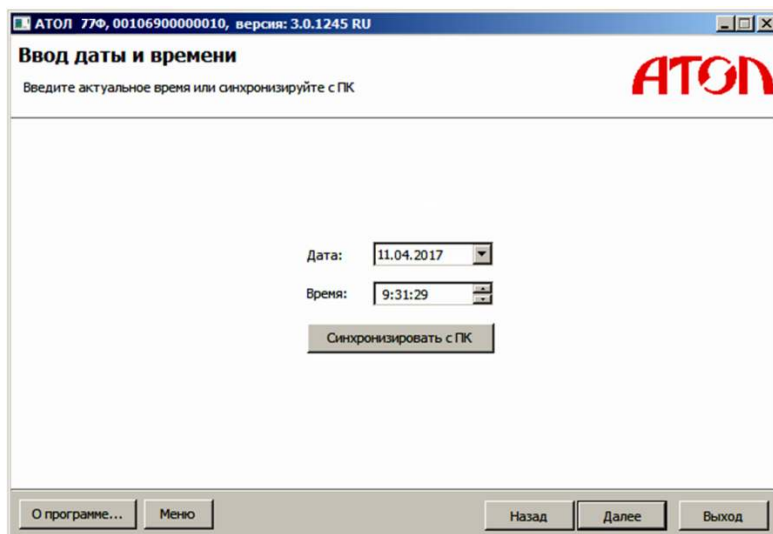 АТОЛ 77Ф, 00106900000010, версия: 3.0.1245 RU
Ввод даты и времени
Введите актуальное время или синхронизируйте с ПК
АТОЛ
Дата: 11.04.2017
Время: 9:31:29
Синхронизировать с ПК
О программе... Меню Назад Далее Выход